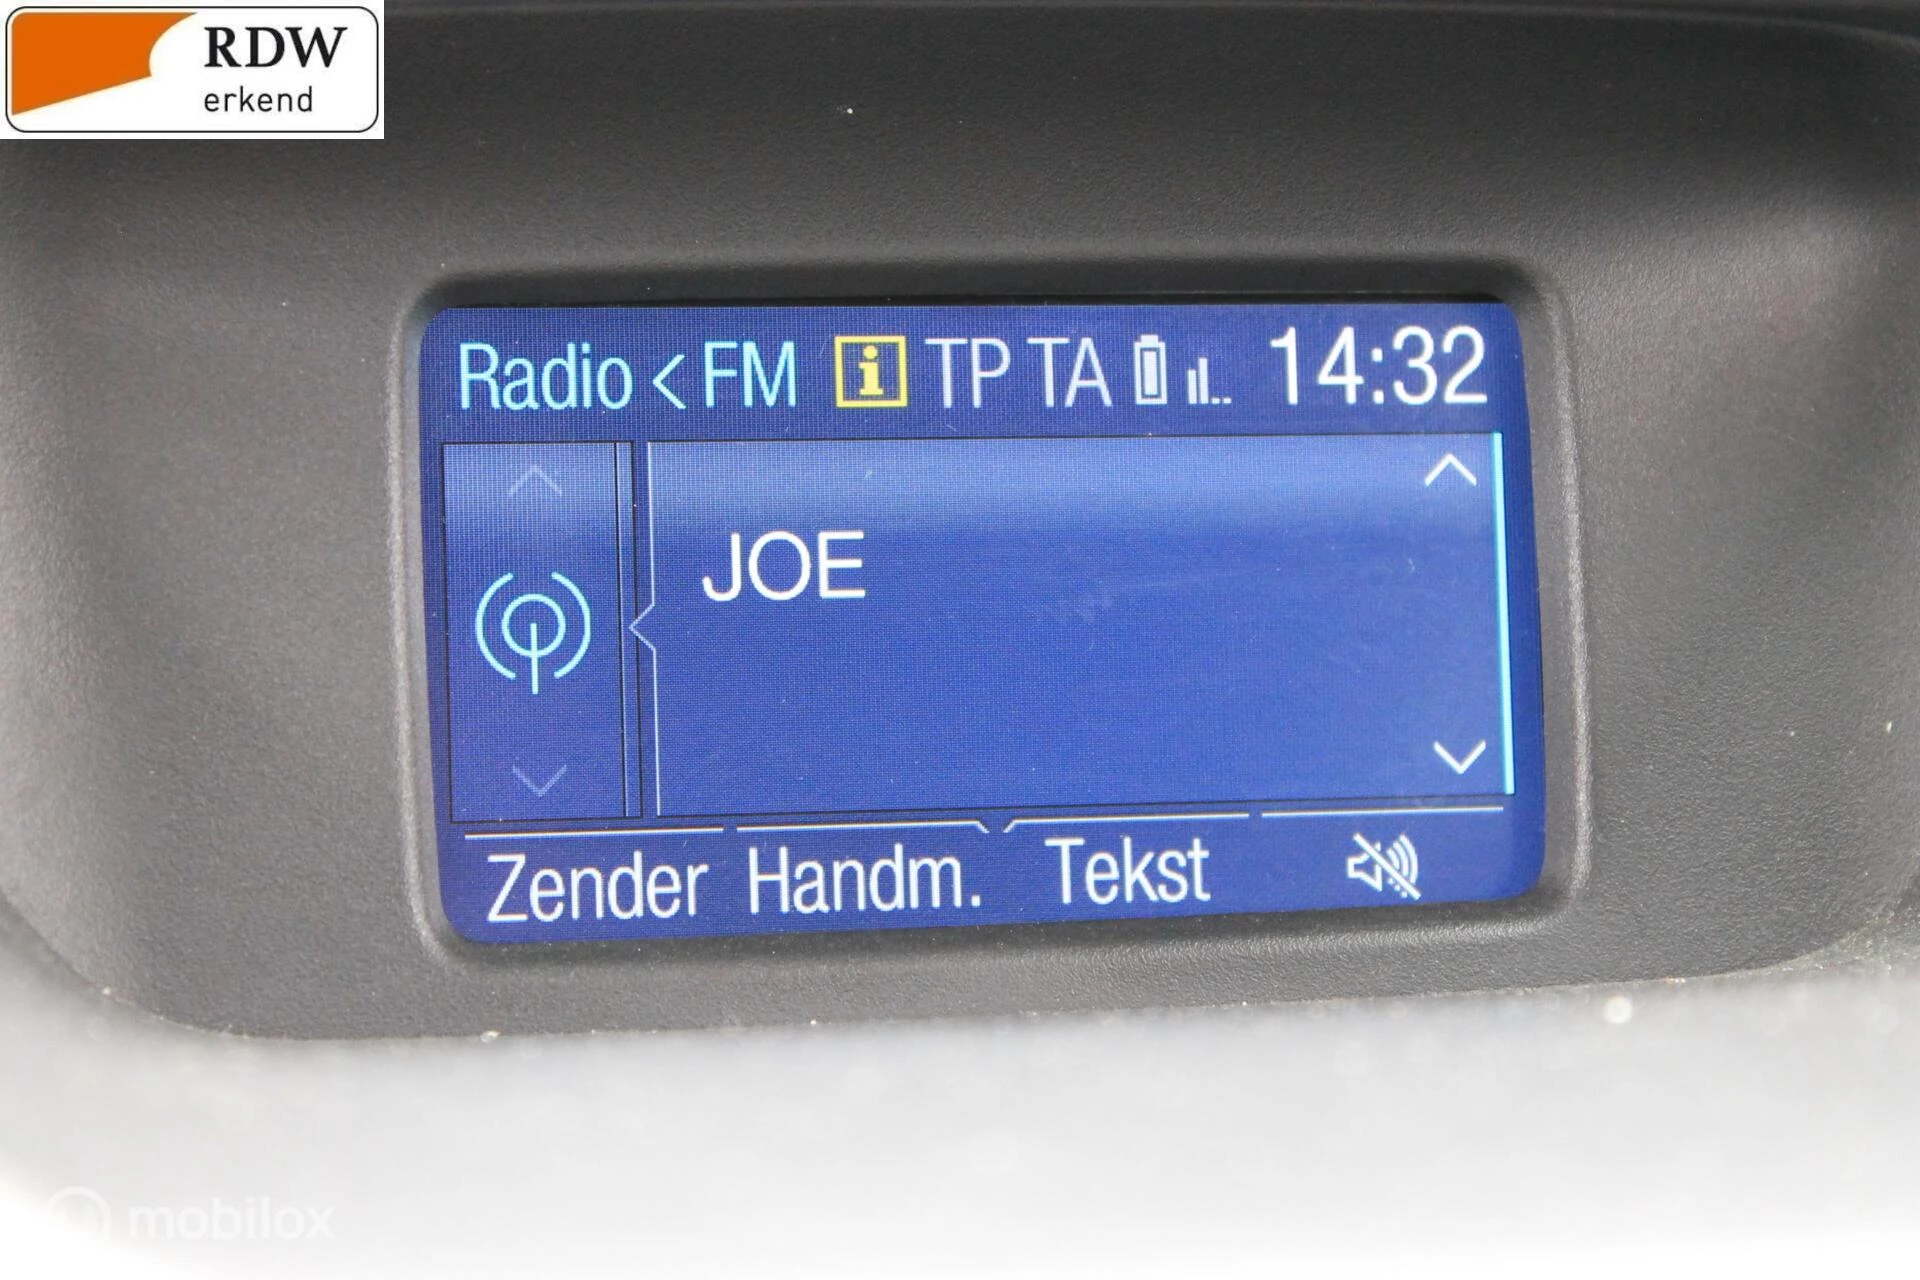 RDW
erkend
Radio < FM i TP TA 14:32
JOE
Zender Handm. Tekst
mobilox